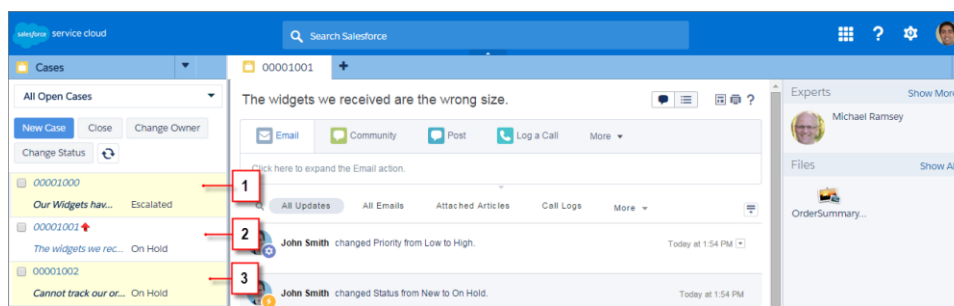 salesforce service cloud
Search Salesforce
?
Cases
00001001
+
All Open Cases
New Case Close Change Owner
Change Status
00001000
Our Widgets hav... Escalated
00001001
The widgets we rec... On Hold
00001002
Cannot track our or... On Hold
1
2
3
The widgets we received are the wrong size.
?
Email Community Post Log a Call More
Click here to expand the Email action.
All Updates All Emails Attached Articles Call Logs More
John Smith changed Priority from Low to High. Today at 1:54 PM
John Smith changed Status from New to On Hold. Today at 1:54 PM
Experts Show More
Michael Ramsey
Files Show Al
OrderSummary...